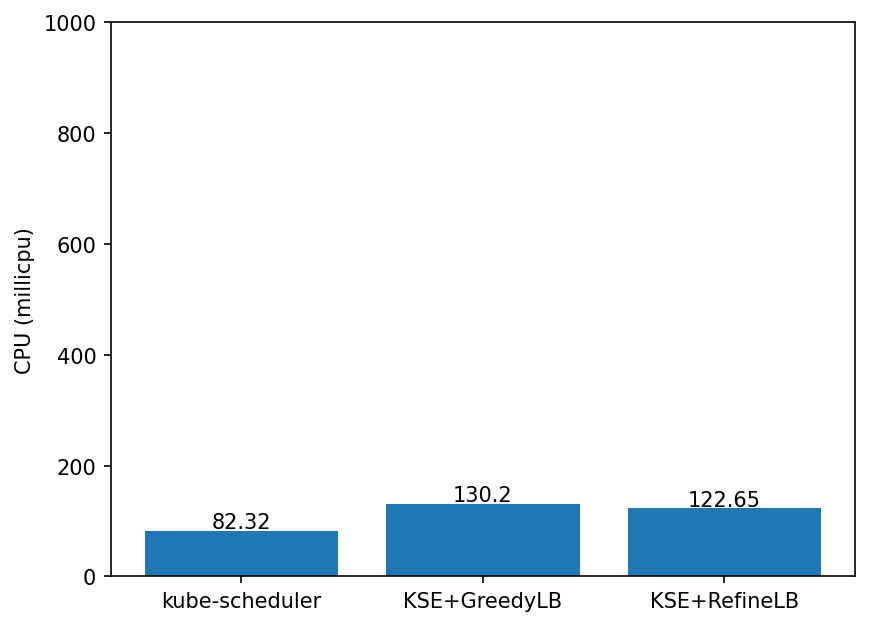 1000
800
600
400
200
0
CPU (millicpu)
82.32
130.2
122.65
kube-scheduler
KSE+GreedyLB
KSE+RefineLB